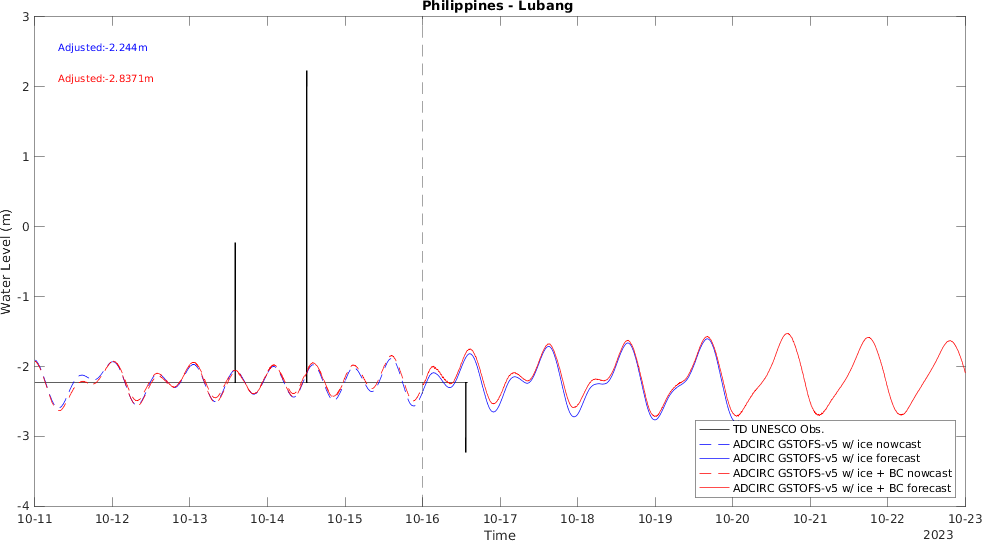 Philippines - Lubang
Adjusted:-2.244m
Adjusted:-2.8371m
Water Level (m)
3
2
1
0
-1
-2
-3
-4
TD UNESCO Obs.
ADCIRC GSTOFS-v5 w/ ice nowcast
ADCIRC GSTOFS-v5 w/ ice forecast
ADCIRC GSTOFS-v5 w/ ice + BC nowcast
ADCIRC GSTOFS-v5 w/ ice + BC forecast
10-11 10-12 10-13 10-14 10-15 10-16 10-17 10-18 10-19 10-20 10-21 10-22 10-23
Time
2023